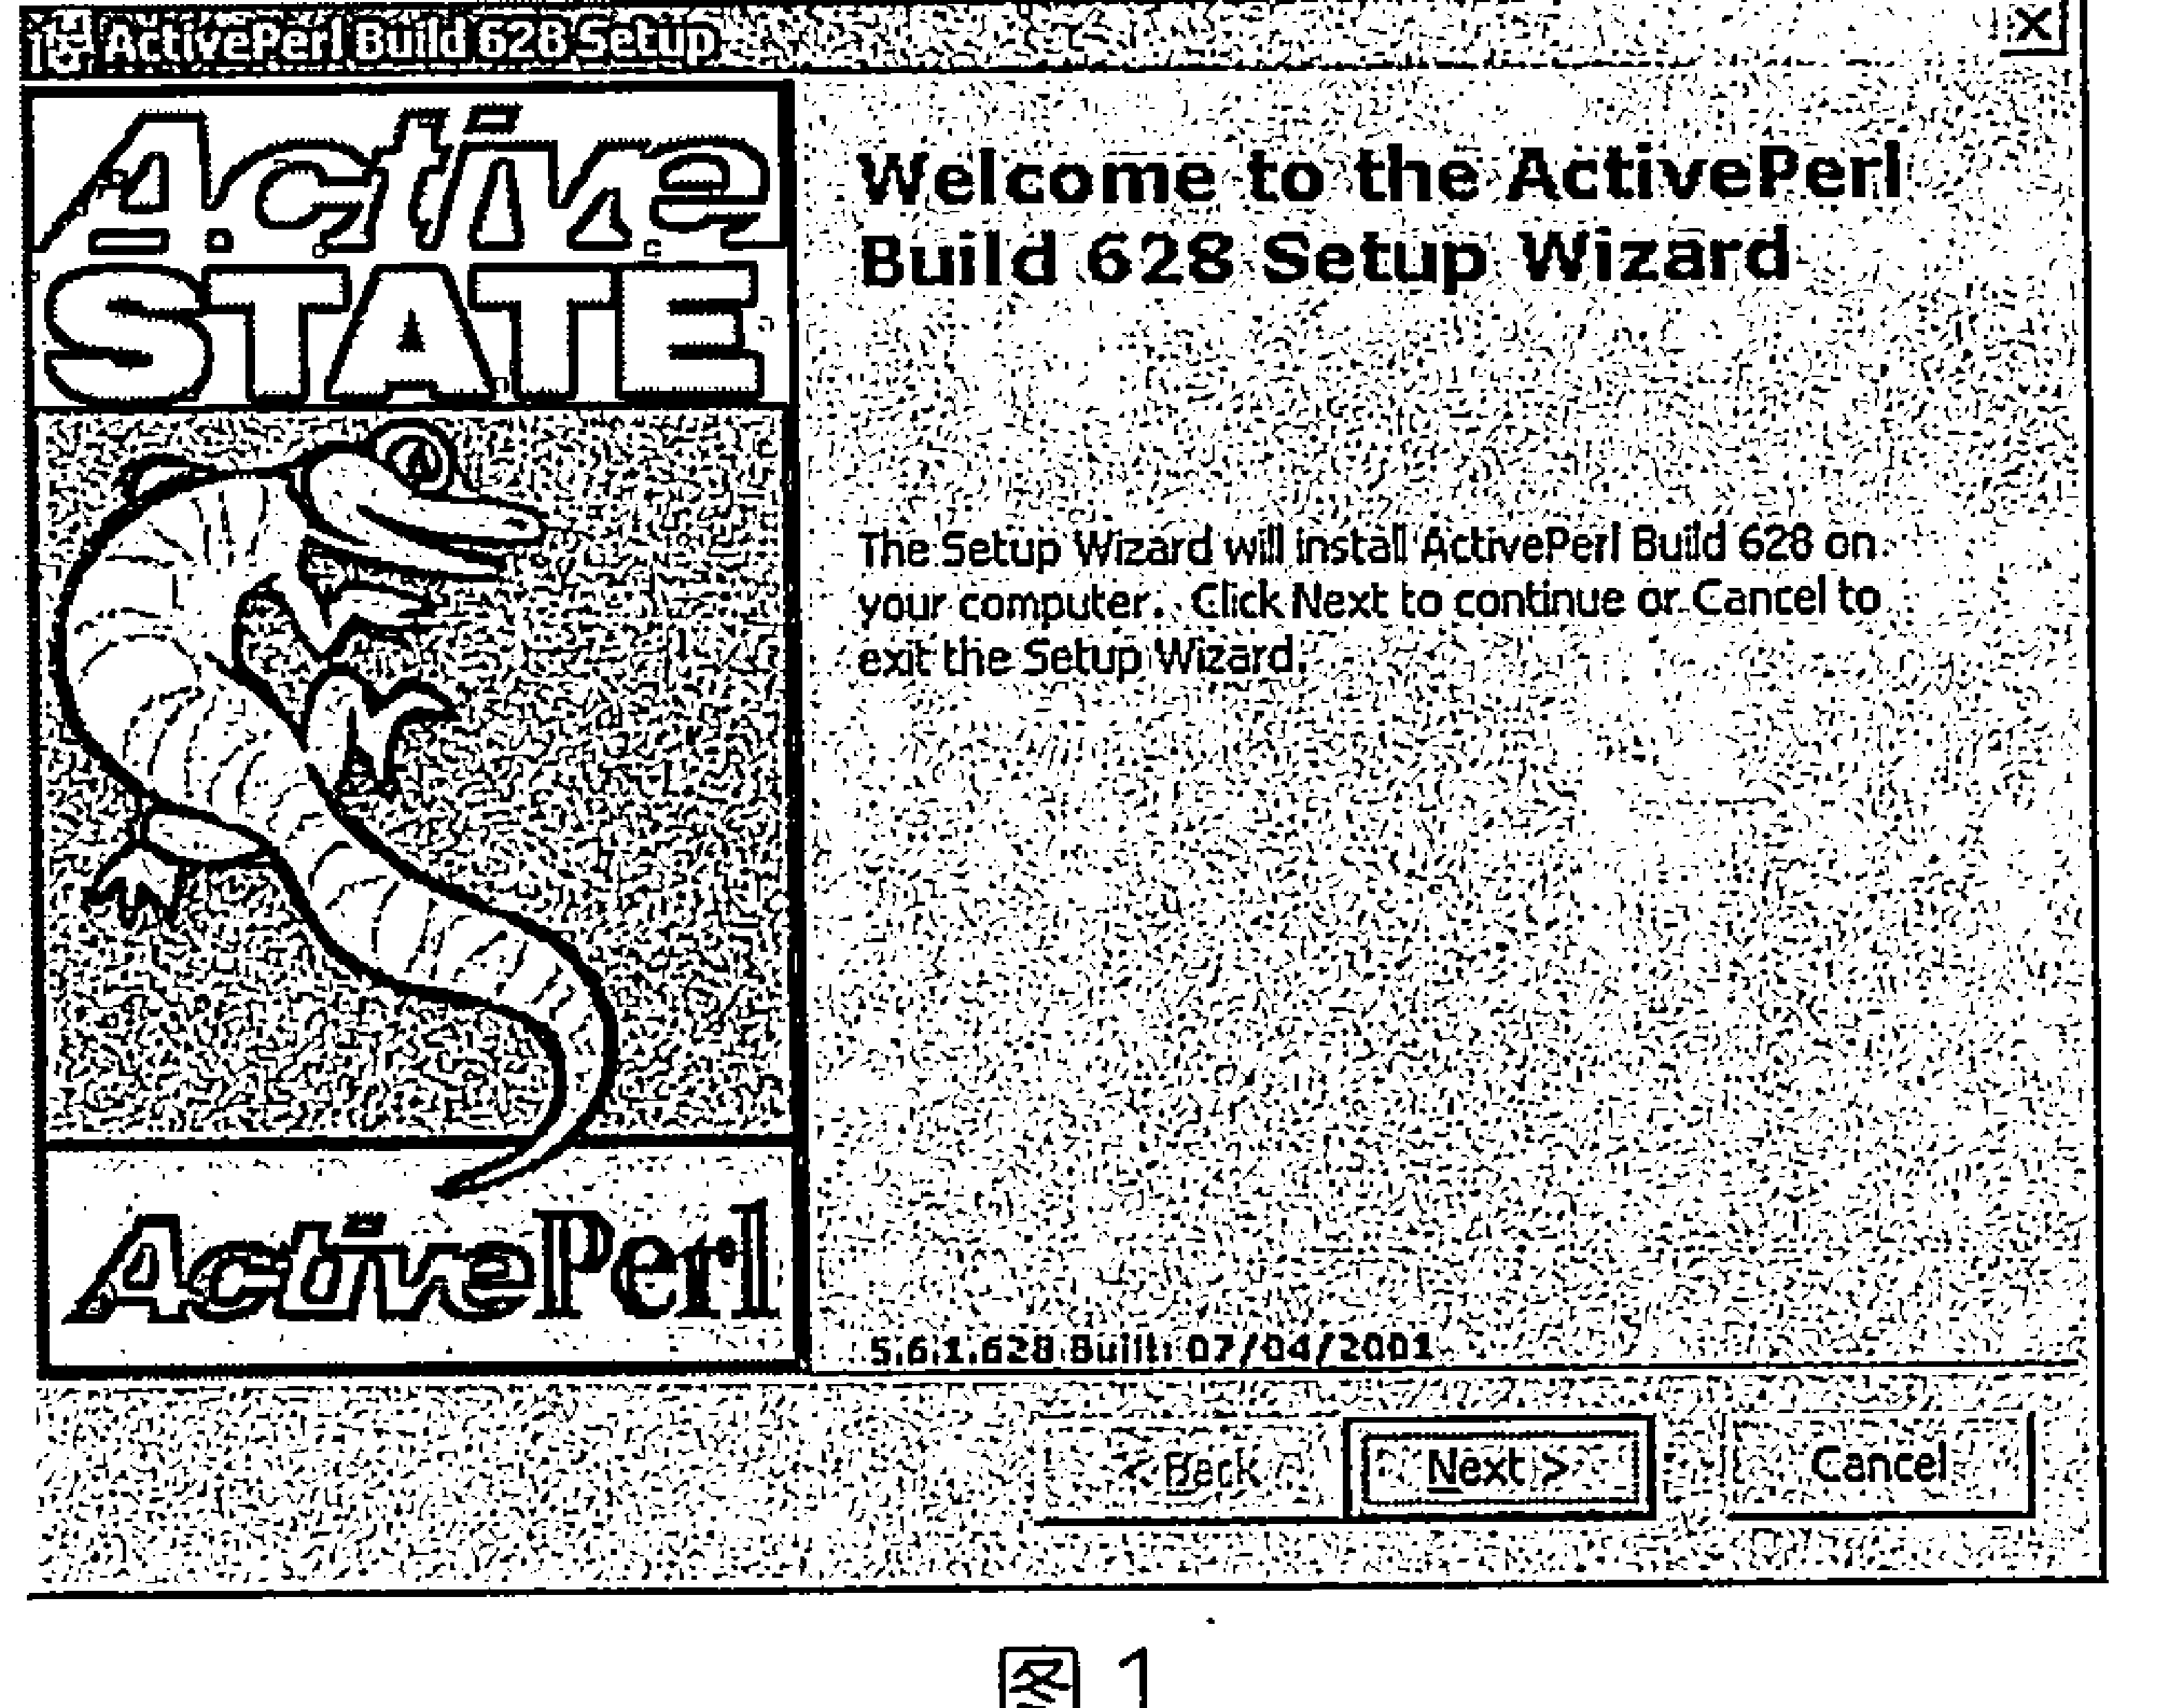 ActivePerl Build 628 Setup
Active
STATE
ActivePerl
Welcome to the ActivePerl
Build 628 Setup Wizard
The Setup Wizard will install ActivePerl Build 628 on
your computer. Click Next to continue or Cancel to
exit the Setup Wizard.
5.6.1.628 Built: 07/04/2001
< Back
Next >
Cancel
图 1